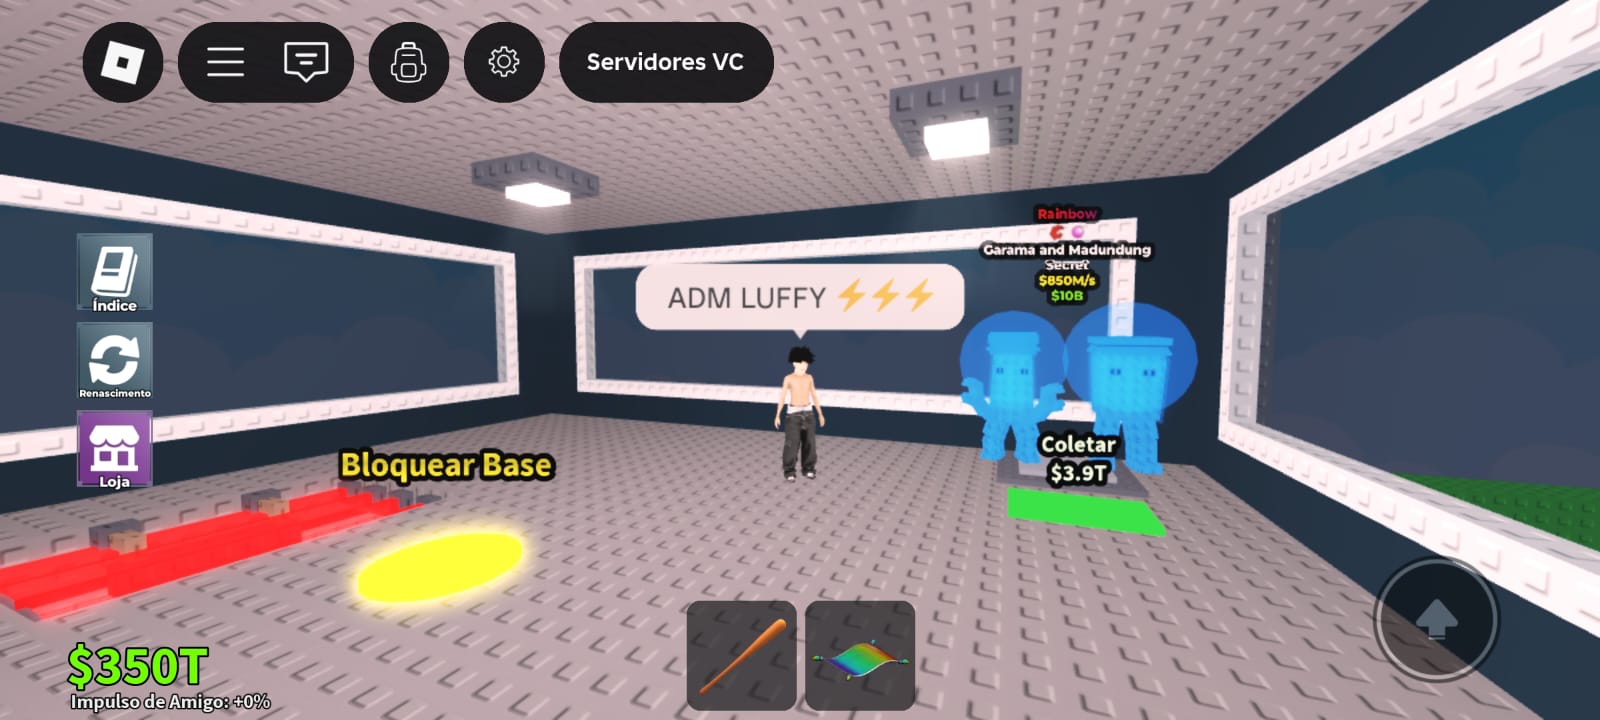 Servidores VC
Rainbow
Garama and Madundung
Secret
$850M/s
$10B
ADM LUFFY ⚡⚡⚡
Índice
Renascimento
Loja
Bloquear Base
Coletar
$3.9T
$350T
Impulso de Amigo: +0%